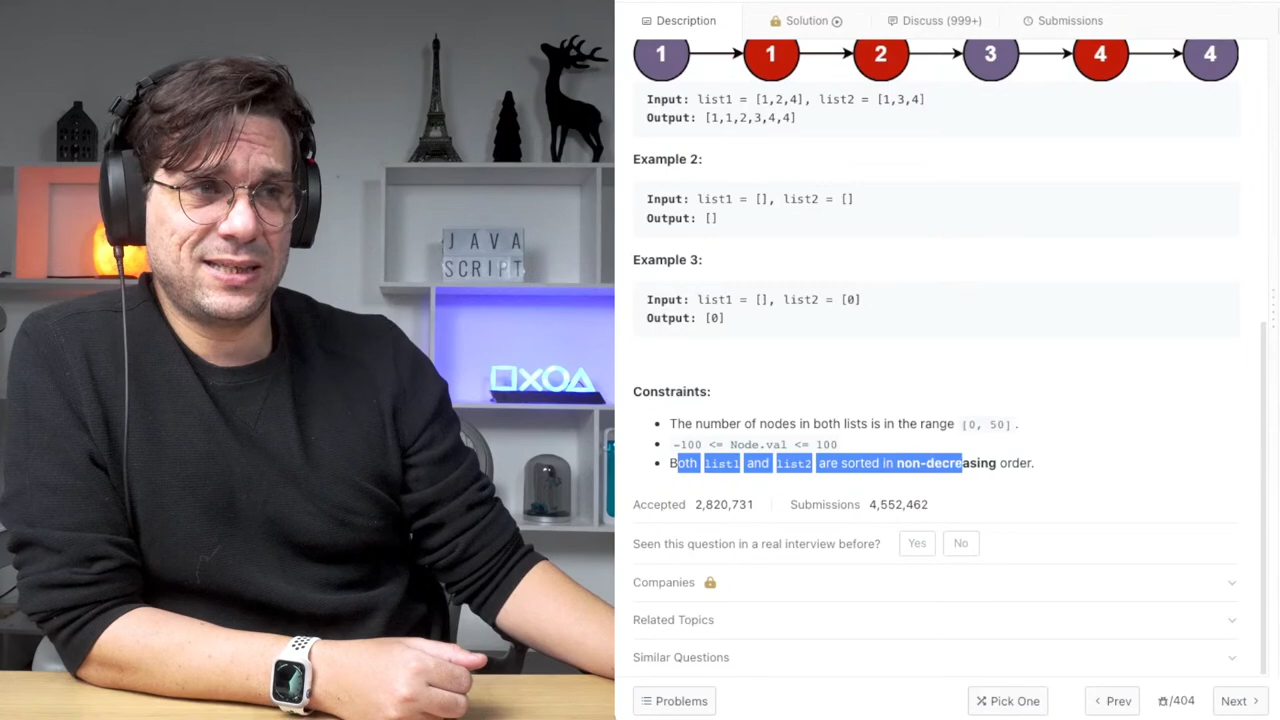 JAVA
SCRIPT
Description
Solution
Discuss (999+)
Submissions
1 1 2 3 4 4
Input: list1 = [1,2,4], list2 = [1,3,4]
Output: [1,1,2,3,4,4]
Example 2:
Input: list1 = [], list2 = []
Output: []
Example 3:
Input: list1 = [], list2 = [0]
Output: [0]
Constraints:
• The number of nodes in both lists is in the range [0, 50].
• -100 <= Node.val <= 100
• Both list1 and list2 are sorted in non-decreasing order.
Accepted 2,820,731 Submissions 4,552,462
Seen this question in a real interview before? Yes No
Companies
Related Topics
Similar Questions
Problems
Pick One
Prev
/404
Next